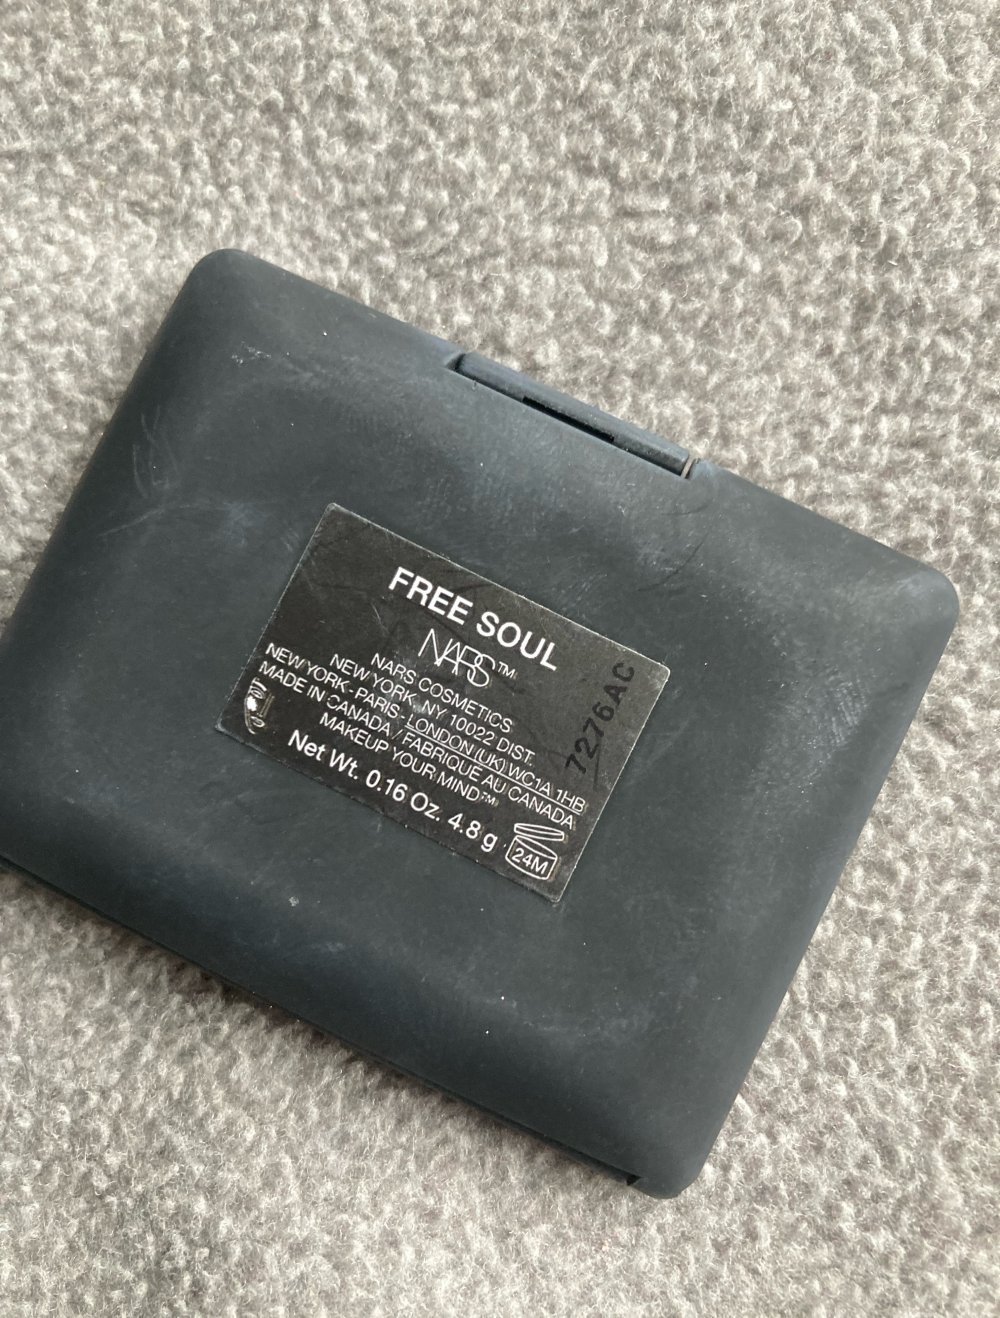 FREE SOUL
NARS™
NARS COSMETICS
NEW YORK, NY 10022 DIST.
NEW YORK - PARIS - LONDON (UK) WC1A 1HB
MADE IN CANADA / FABRIQUÉ AU CANADA
MAKEUP YOUR MIND™
Net Wt. 0.16 Oz. 4.8 g
24M
7276AC